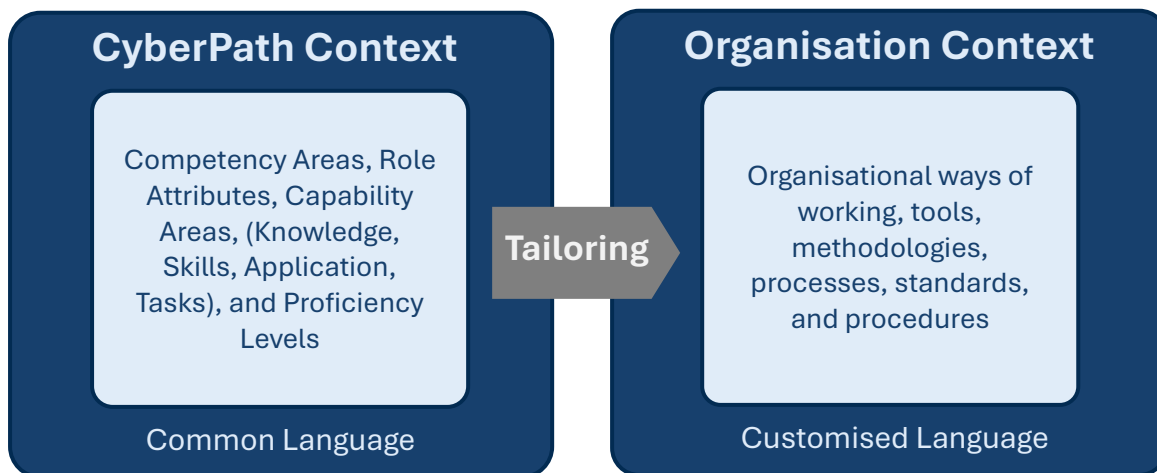 CyberPath Context
Competency Areas, Role
Attributes, Capability
Areas, (Knowledge,
Skills, Application,
Tasks), and Proficiency
Levels
Common Language
Tailoring
Organisation Context
Organisational ways of
working, tools,
methodologies,
processes, standards,
and procedures
Customised Language